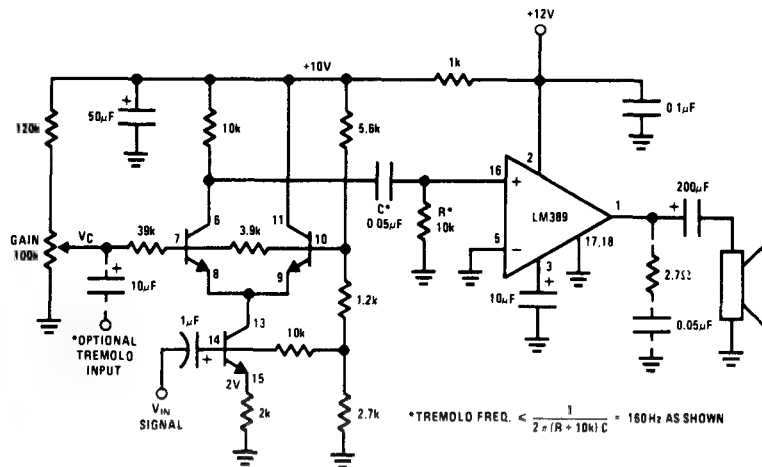 +12V
+10V
1k
50µF
120k
10k
5.6k
0.1µF
2
16
+
C*
0.05µF
R*
10k
LM389
1
200µF
+
5
–
17,18
3
+
10µF
2.7Ω
0.05µF
6
11
GAIN
100k
VC
39k
7
3.9k
10
8
9
+
10µF
*OPTIONAL
TREMOLO
INPUT
1.2k
1µF
13
14
+
10k
15
2V
VIN
SIGNAL
2k
2.7k
*TREMOLO FREQ. ≤ 1 / 2π(R + 10k) C = 160Hz AS SHOWN